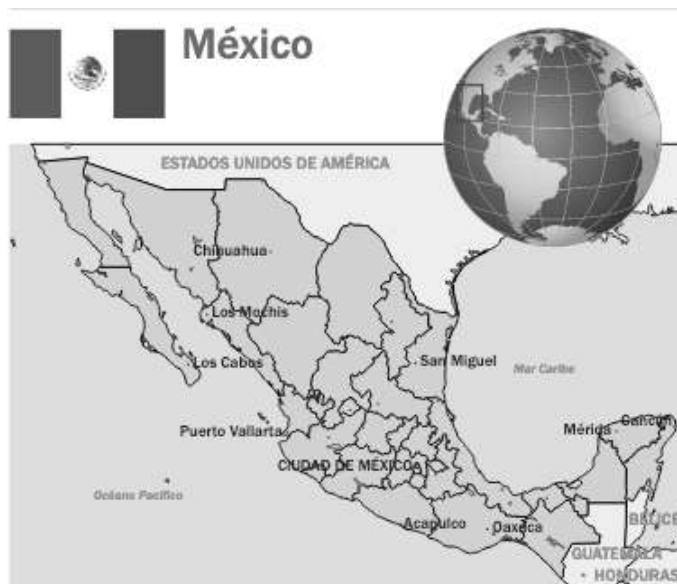 México
ESTADOS UNIDOS DE AMÉRICA
Chihuahua
Los Mochis
Los Cabos
San Miguel
Mar Caribe
Puerto Vallarta
Mérida
Cancún
CIUDAD DE MÉXICO
Océano Pacífico
Acapulco
Oaxaca
BELICE
GUATEMALA
HONDURAS